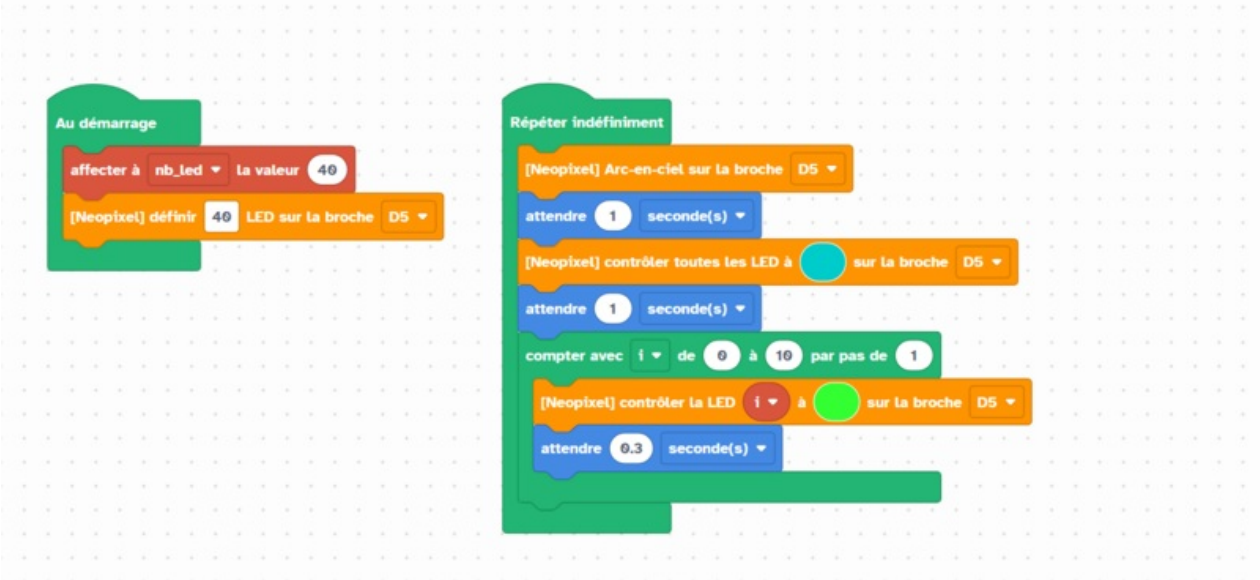 Au démarrage
affecter à nb_led la valeur 40
[Neopixel] définir 40 LED sur la broche D5
Répéter indéfiniment
[Neopixel] Arc-en-ciel sur la broche D5
attendre 1 seconde(s)
[Neopixel] contrôler toutes les LED à sur la broche D5
attendre 1 seconde(s)
compter avec i de 0 à 10 par pas de 1
[Neopixel] contrôler la LED i à sur la broche D5
attendre 0.3 seconde(s)